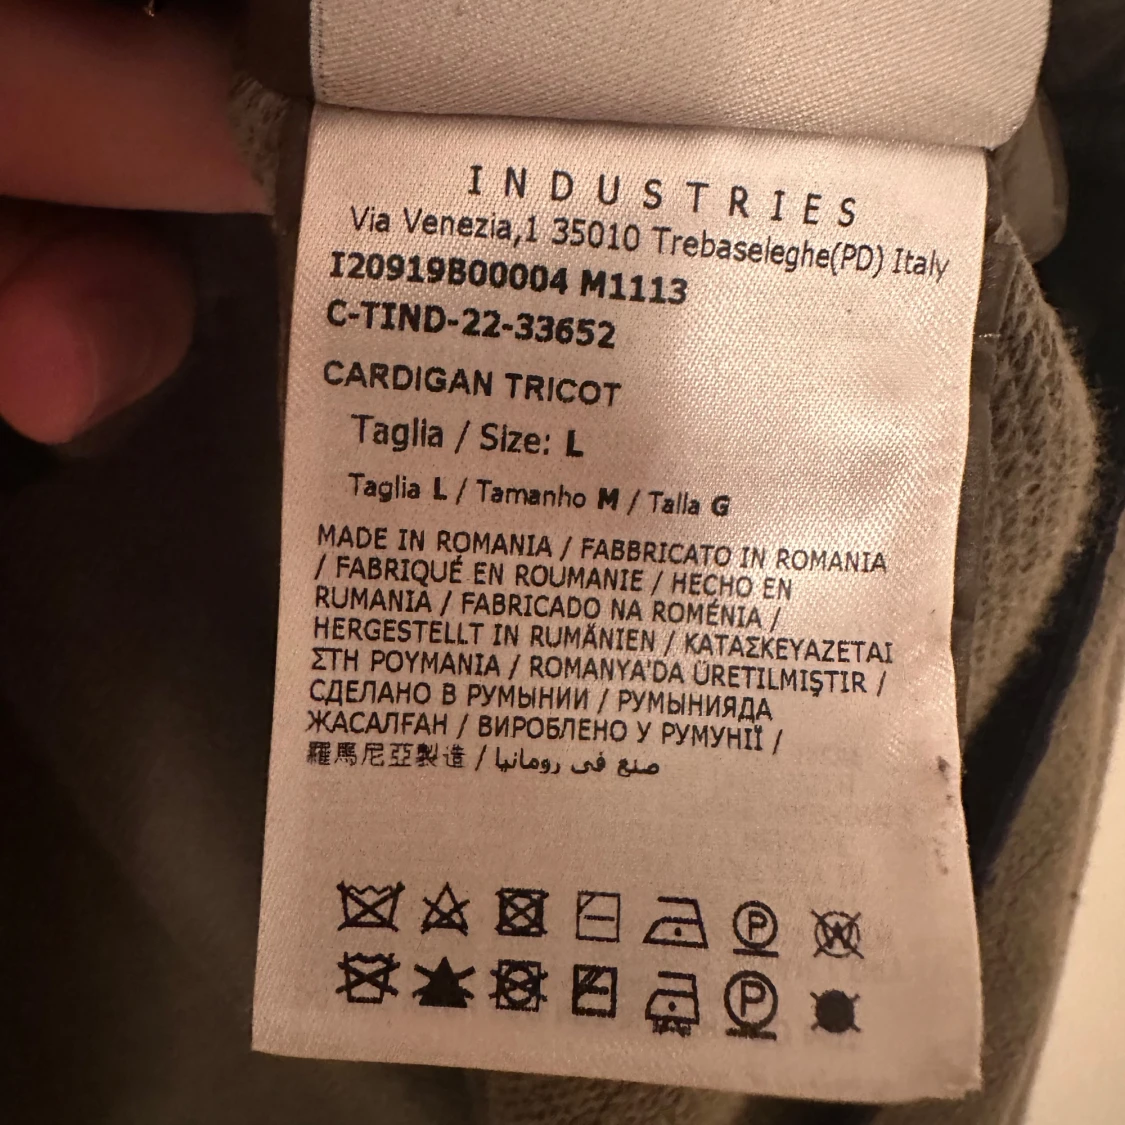 INDUSTRIES
Via Venezia,1 35010 Trebaseleghe(PD) Italy
I20919B00004 M1113
C-TIND-22-33652
CARDIGAN TRICOT
Taglia / Size: L
Taglia L / Tamanho M / Talla G
MADE IN ROMANIA / FABBRICATO IN ROMANIA
/ FABRIQUÉ EN ROUMANIE / HECHO EN
RUMANIA / FABRICADO NA ROMÉNIA /
HERGESTELLT IN RUMÄNIEN / ΚΑΤΑΣΚΕΥΑΖΕΤΑΙ
ΣΤΗ ΡΟΥΜΑΝΙΑ / ROMANYA'DA ÜRETILMIŞTIR /
СДЕЛАНО В РУМЫНИИ / РУМЫНИЯДА
ЖАСАЛҒАН / ВИРОБЛЕНО У РУМУНІЇ /
羅馬尼亞製造 / صنع فى رومانيا
P W
P